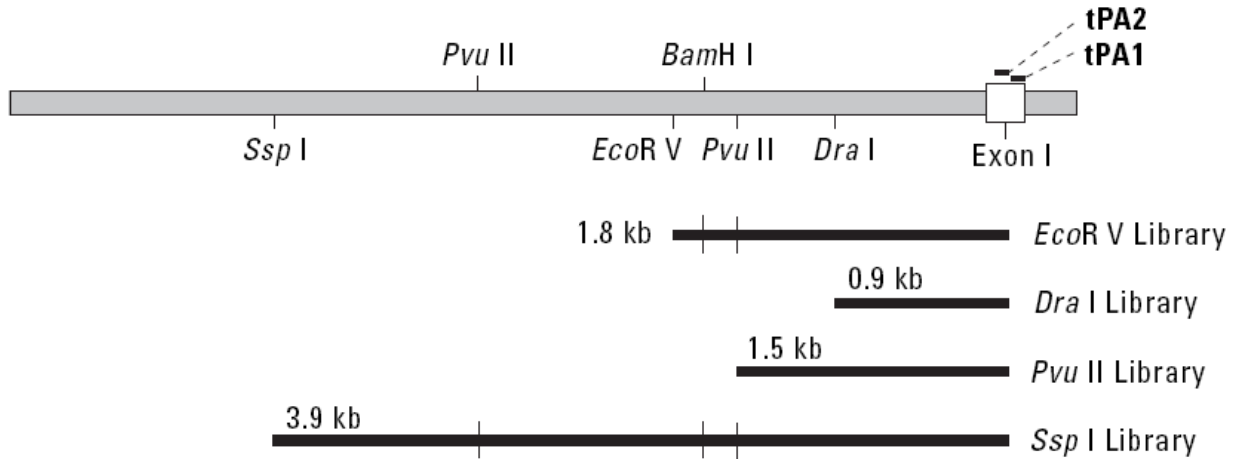 tPA2
tPA1
Pvu II
BamH I
Ssp I
EcoR V
Pvu II
Dra I
Exon I
1.8 kb
EcoR V Library
0.9 kb
Dra I Library
1.5 kb
Pvu II Library
3.9 kb
Ssp I Library